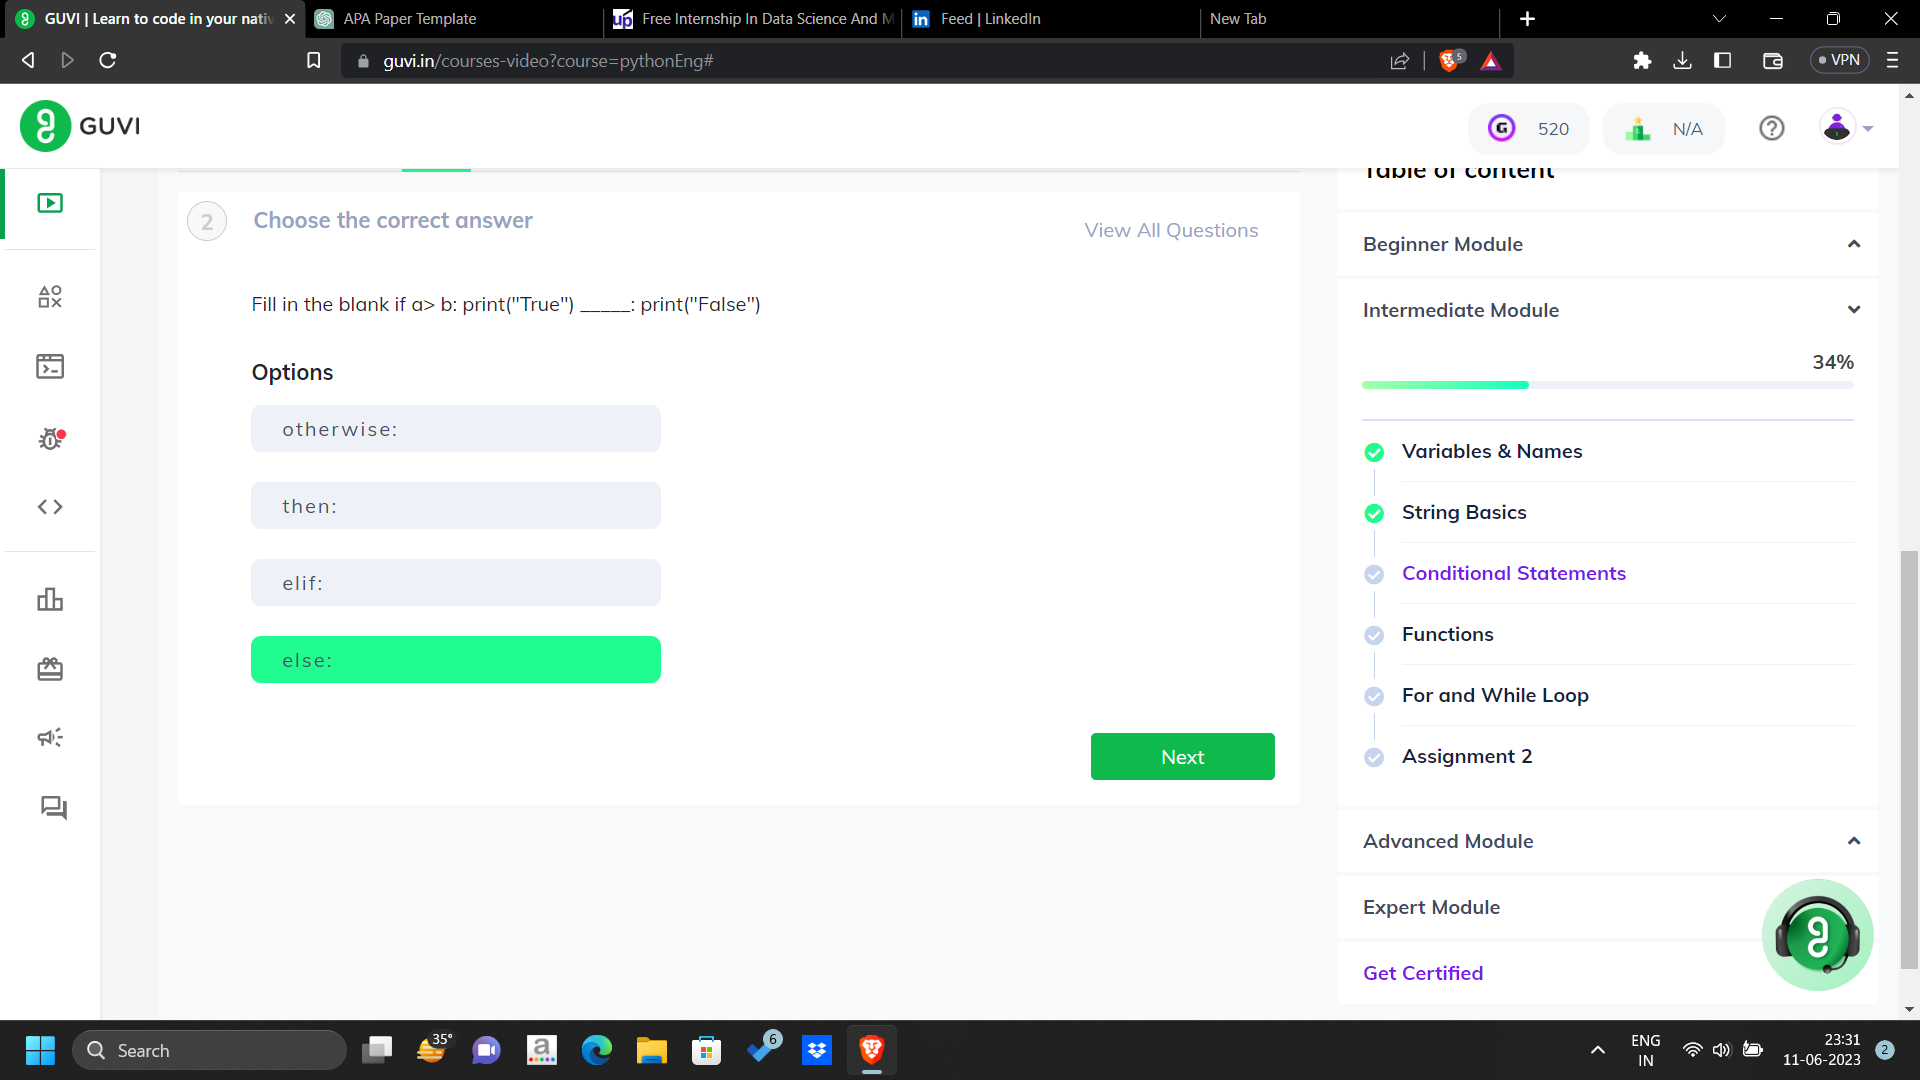 GUVI | Learn to code in your nativ
APA Paper Template
Free Internship In Data Science And M
Feed | LinkedIn
New Tab
guvi.in/courses-video?course=pythonEng#
5
VPN
GUVI
520
N/A
Table of content
2
Choose the correct answer
View All Questions
Fill in the blank if a> b: print("True") _____: print("False")
Options
otherwise:
then:
elif:
else:
Next
Beginner Module
Intermediate Module
34%
Variables & Names
String Basics
Conditional Statements
Functions
For and While Loop
Assignment 2
Advanced Module
Expert Module
Get Certified
Search
35°
6
ENG
IN
23:31
11-06-2023
2